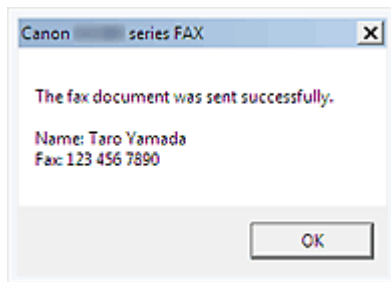 Canon series FAX
The fax document was sent successfully.
Name: Taro Yamada
Fax: 123 456 7890
OK